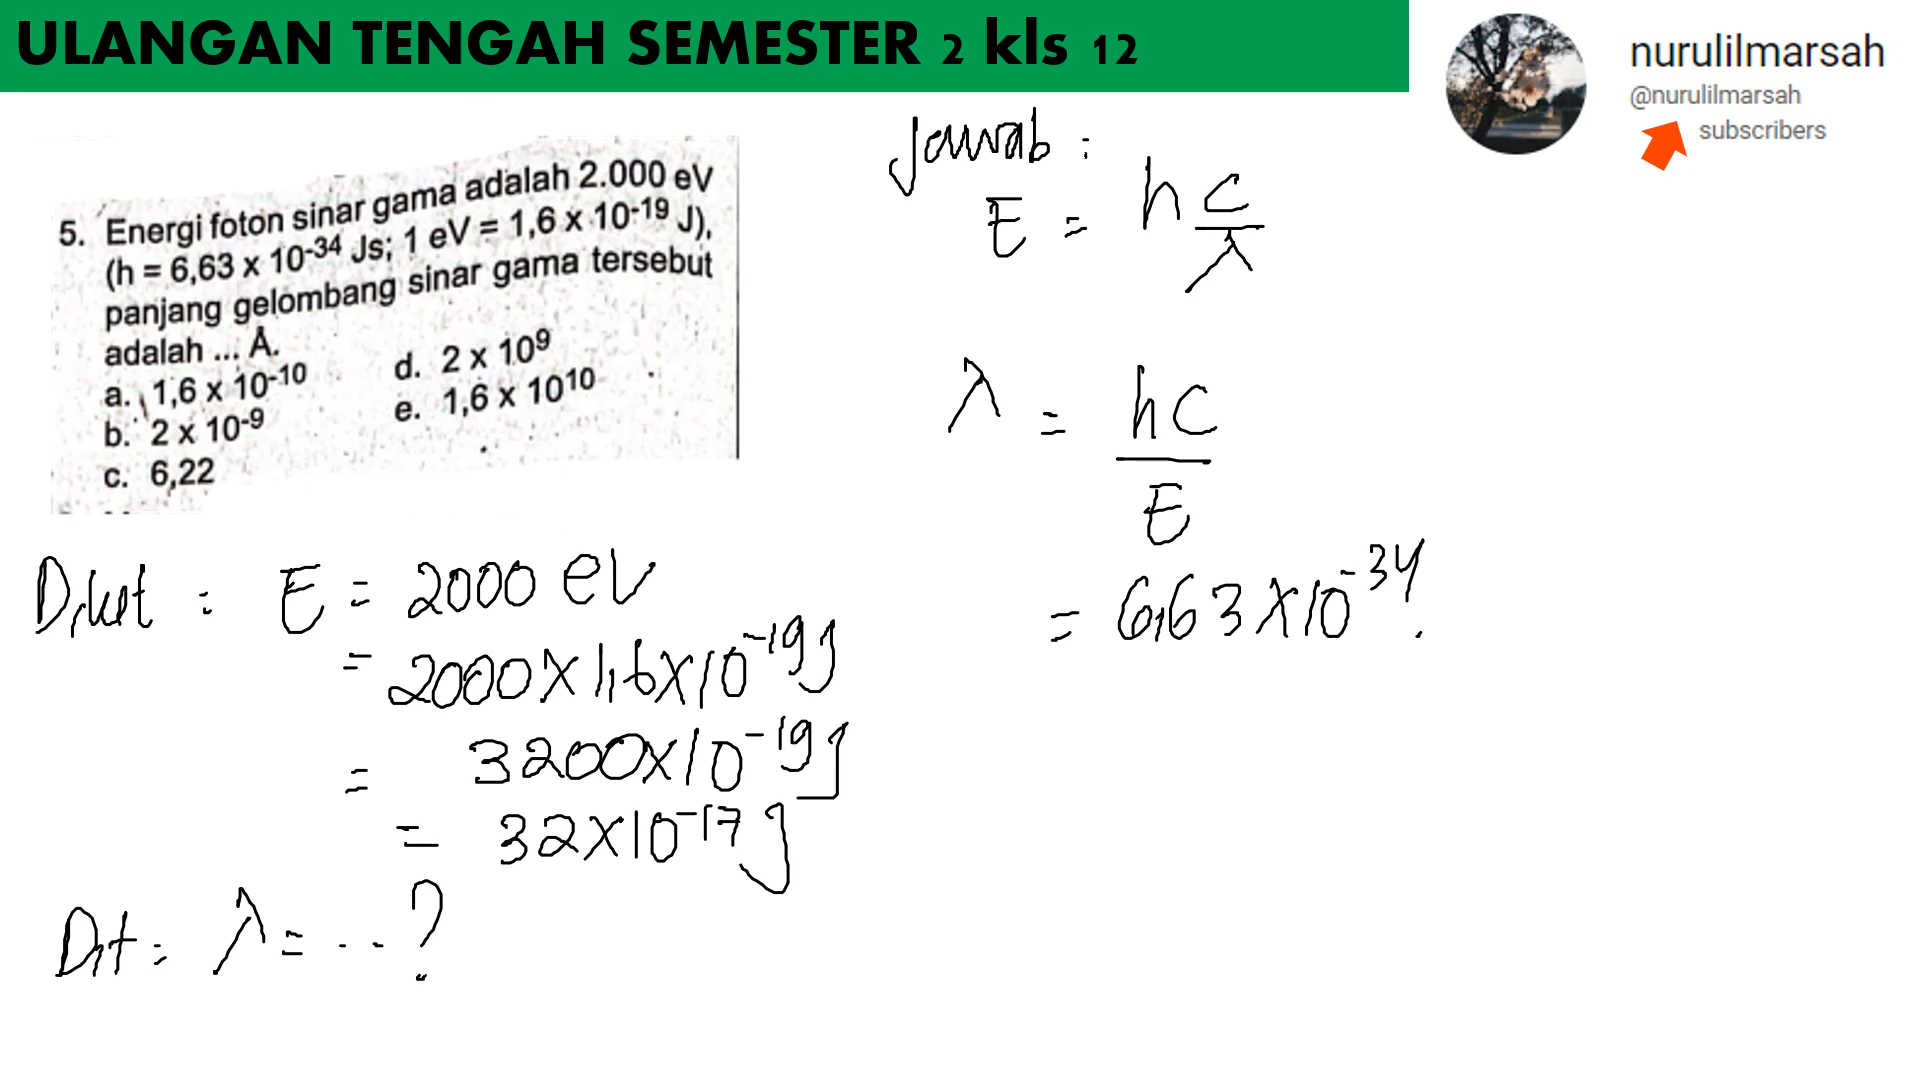 ULANGAN TENGAH SEMESTER 2 kls 12
nurulilmarsah
@nurulilmarsah
subscribers
5. Energi foton sinar gama adalah 2.000 eV
(h = 6,63 x 10⁻³⁴ Js; 1 eV = 1,6 x 10⁻¹⁹ J),
panjang gelombang sinar gama tersebut
adalah ... Å.
a. 1,6 x 10⁻¹⁰
b. 2 x 10⁻⁹
c. 6,22
d. 2 x 10⁹
e. 1,6 x 10¹⁰
Diket : E = 2000 eV
= 2000 x 1,6 x 10⁻¹⁹ J
= 3200 x 10⁻¹⁹ J
= 32 x 10⁻¹⁷ J
Dit : λ = ... ?
Jawab :
E = h c/λ
λ = hc/E
= 6,63 x 10⁻³⁴ .